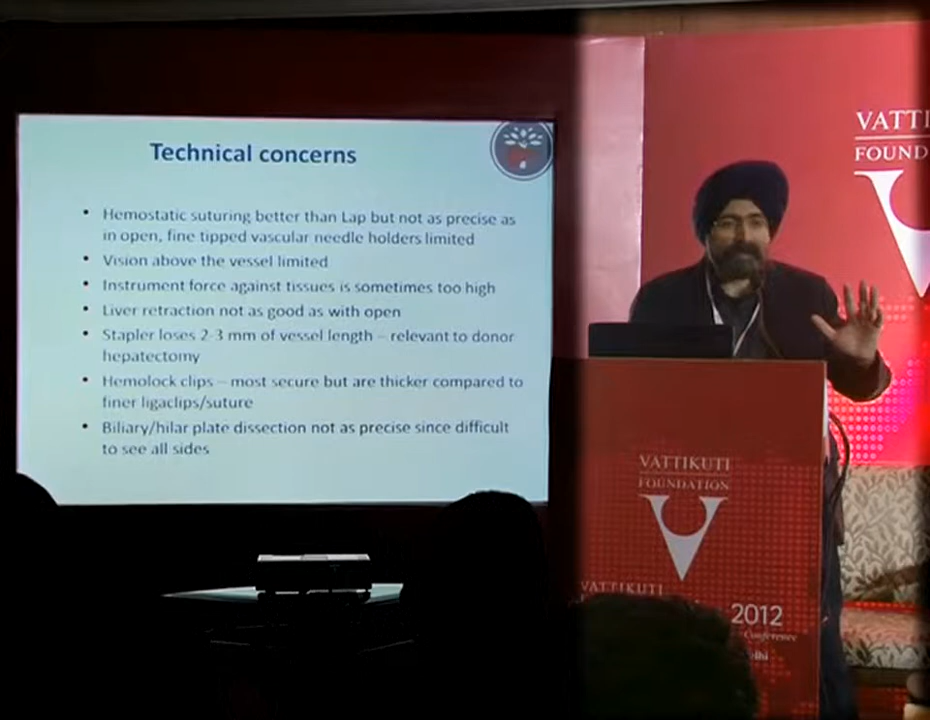 Technical concerns
• Hemostatic suturing better than Lap but not as precise as
in open, fine tipped vascular needle holders limited
• Vision above the vessel limited
• Instrument force against tissues is sometimes too high
• Liver retraction not as good as with open
• Stapler loses 2-3 mm of vessel length – relevant to donor
hepatectomy
• Hemolock clips – most secure but are thicker compared to
finer ligaclips/suture
• Biliary/hilar plate dissection not as precise since difficult
to see all sides
VATTI
FOUND
VATTIKUTI
FOUNDATION
VATTIKUTI
2012
Conference
lhi